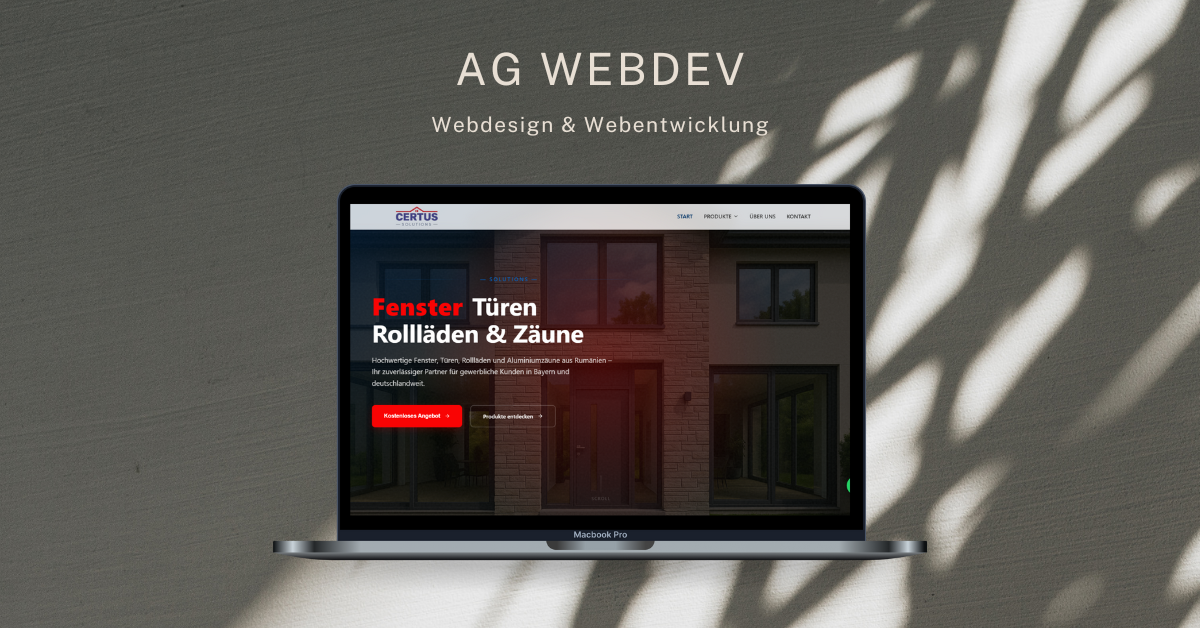 AG WEBDEV
Webdesign & Webentwicklung
CERTUS
SOLUTIONS
START PRODUKTE ÜBER UNS KONTAKT
SOLUTIONS
Fenster Türen
Rollläden & Zäune
Hochwertige Fenster, Türen, Rollläden und Aluminiumzäune aus Rumänien –
Ihr zuverlässiger Partner für gewerbliche Kunden in Bayern und
deutschlandweit.
Kostenloses Angebot → Produkte entdecken →
SCROLL
Macbook Pro